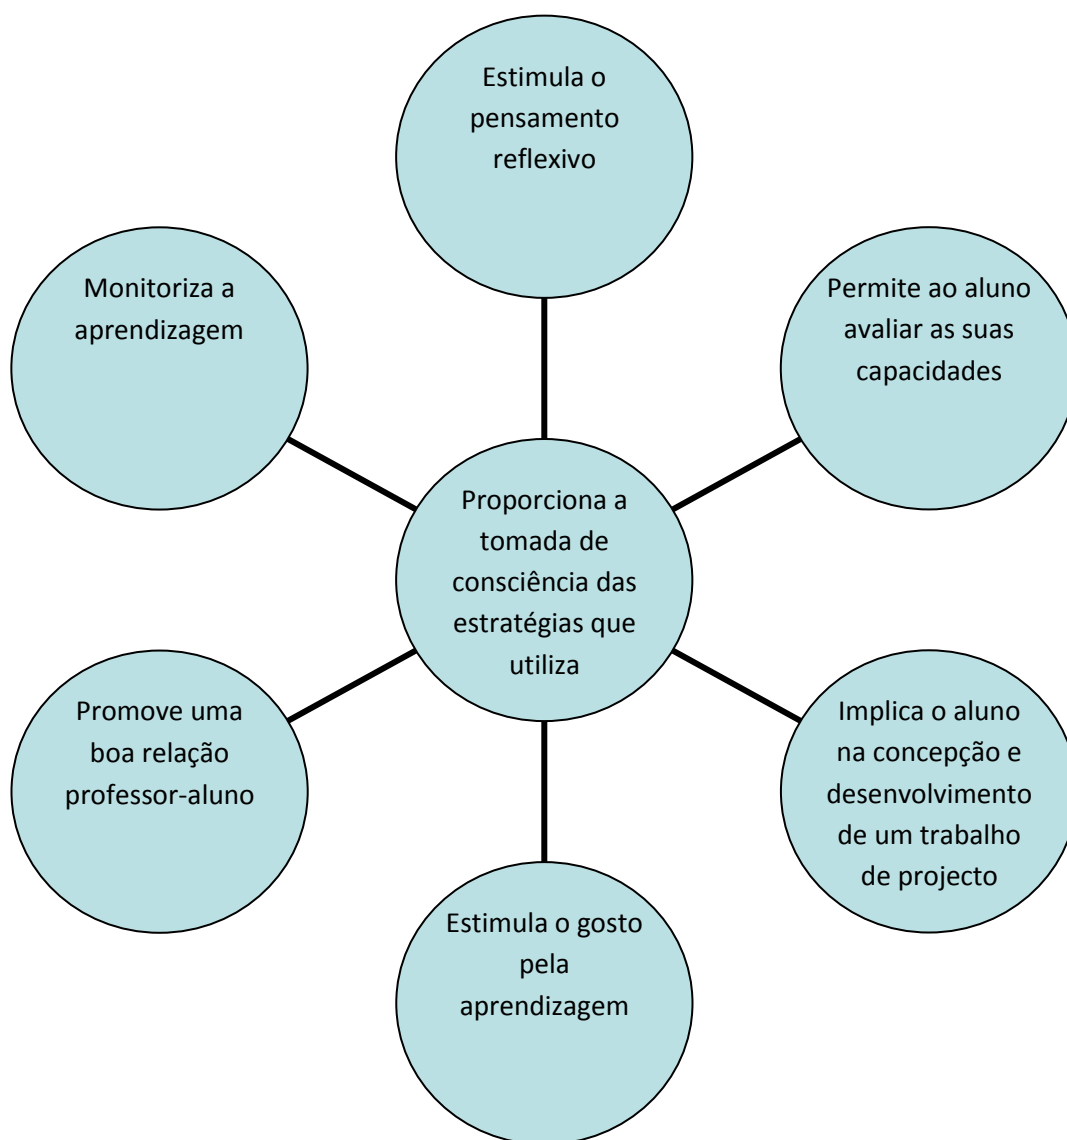 Estimula o
pensamento
reflexivo
Monitoriza a
aprendizagem
Permite ao aluno
avaliar as suas
capacidades
Proporciona a
tomada de
consciência das
estratégias que
utiliza
Promove uma
boa relação
professor-aluno
Implica o aluno
na concepção e
desenvolvimento
de um trabalho
de projecto
Estimula o gosto
pela
aprendizagem